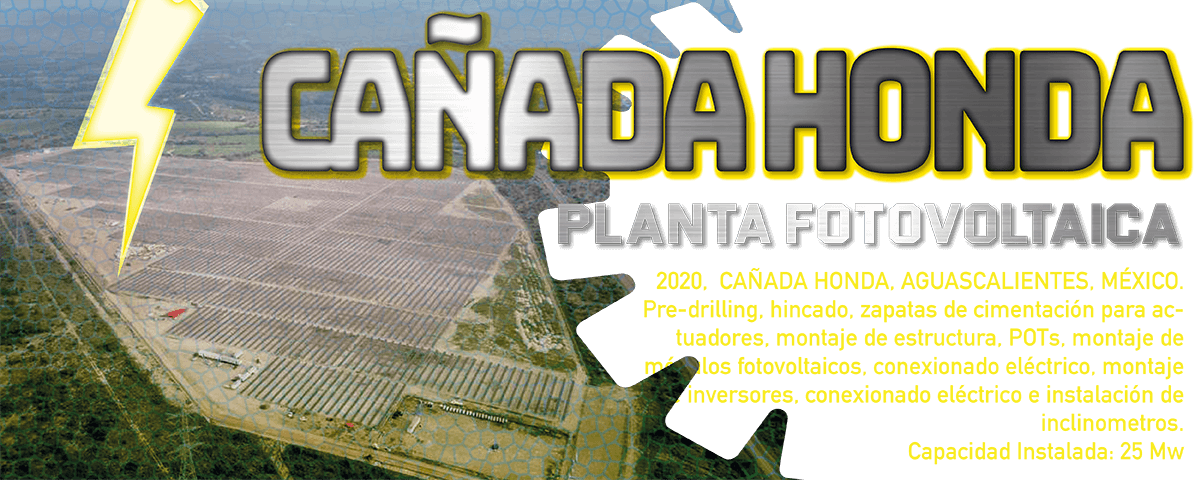 CAÑADA HONDA
PLANTA FOTOVOLTAICA
2020, CAÑADA HONDA, AGUASCALIENTES, MÉXICO.
Pre-drilling, hincado, zapatas de cimentación para ac-
tuadores, montaje de estructura, POTs, montaje de
módulos fotovoltaicos, conexionado eléctrico, montaje
inversores, conexionado eléctrico e instalación de
inclinometros.
Capacidad Instalada: 25 Mw